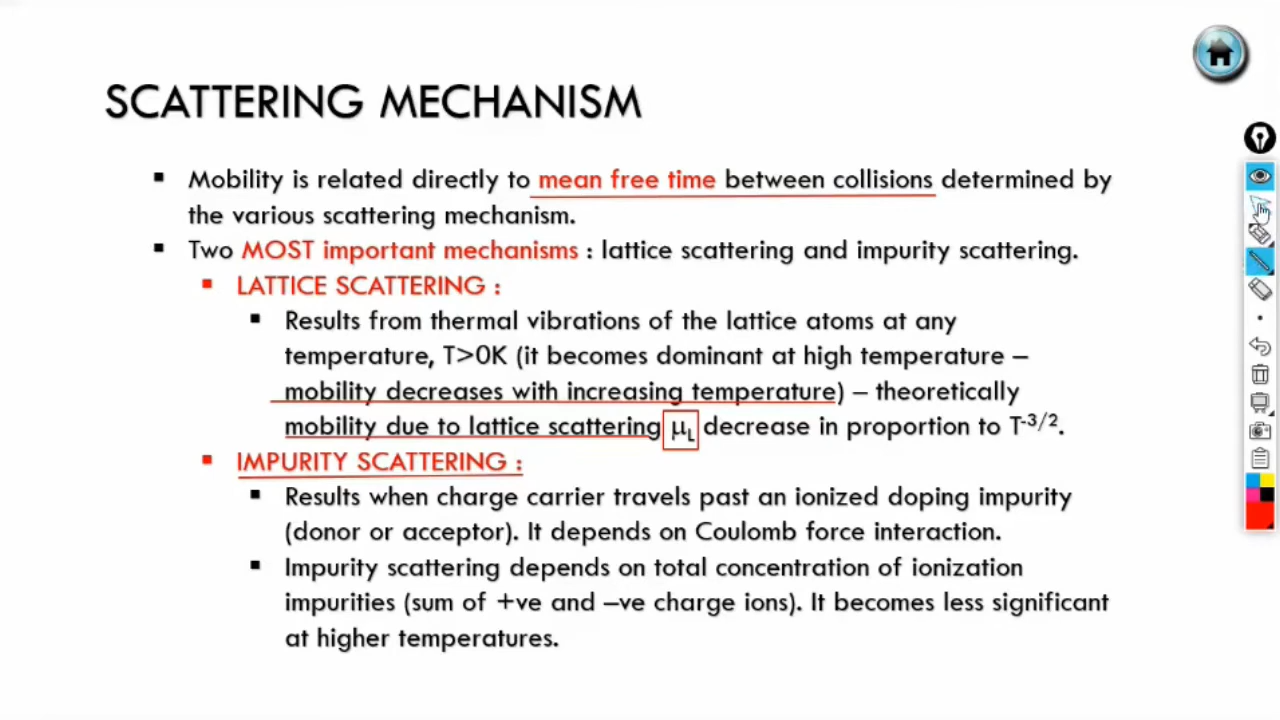 SCATTERING MECHANISM
▪ Mobility is related directly to mean free time between collisions determined by
the various scattering mechanism.
▪ Two MOST important mechanisms : lattice scattering and impurity scattering.
▪ LATTICE SCATTERING :
▪ Results from thermal vibrations of the lattice atoms at any
temperature, T>0K (it becomes dominant at high temperature –
mobility decreases with increasing temperature) – theoretically
mobility due to lattice scattering μL decrease in proportion to T-3/2.
▪ IMPURITY SCATTERING :
▪ Results when charge carrier travels past an ionized doping impurity
(donor or acceptor). It depends on Coulomb force interaction.
▪ Impurity scattering depends on total concentration of ionization
impurities (sum of +ve and –ve charge ions). It becomes less significant
at higher temperatures.